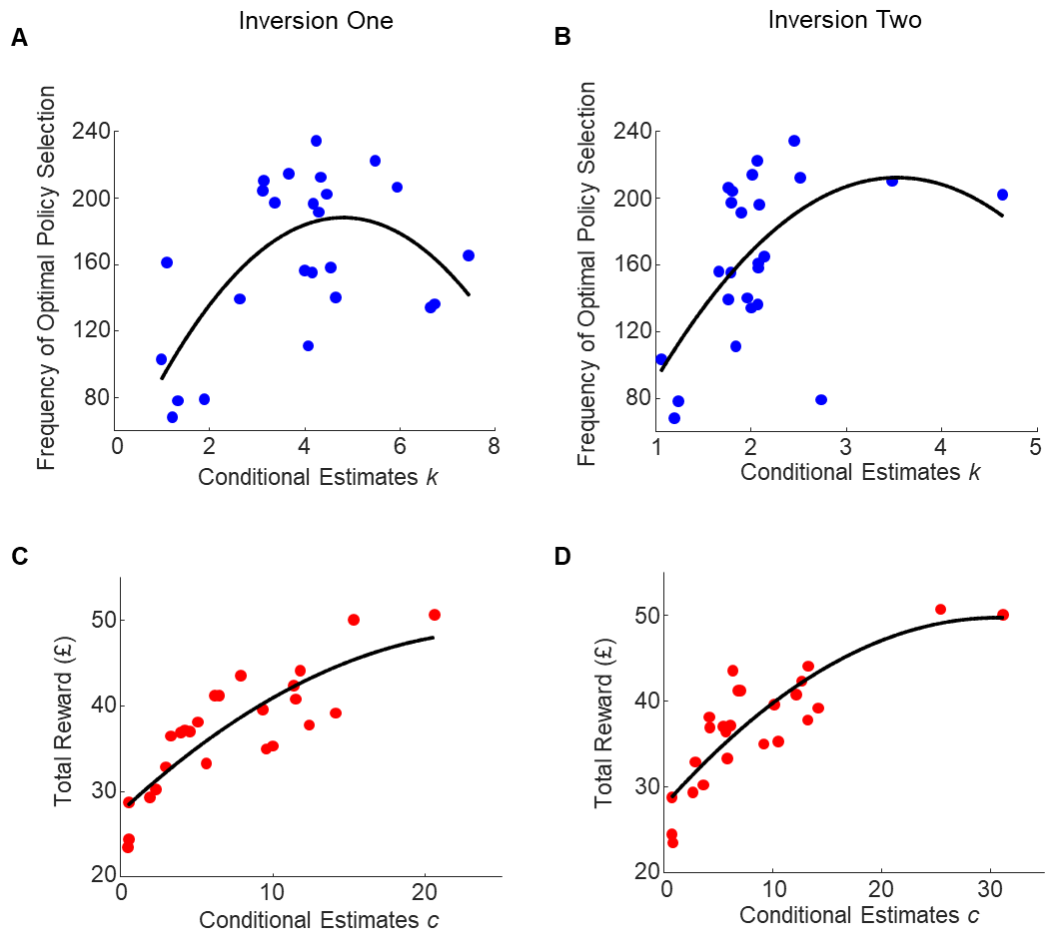 Inversion One
Inversion Two
A
Frequency of Optimal Policy Selection
240
200
160
120
80
0
2
4
6
8
Conditional Estimates k
B
Frequency of Optimal Policy Selection
240
200
160
120
80
1
2
3
4
5
Conditional Estimates k
C
Total Reward (£)
50
40
30
20
0
10
20
Conditional Estimates c
D
Total Reward (£)
50
40
30
20
0
10
20
30
Conditional Estimates c